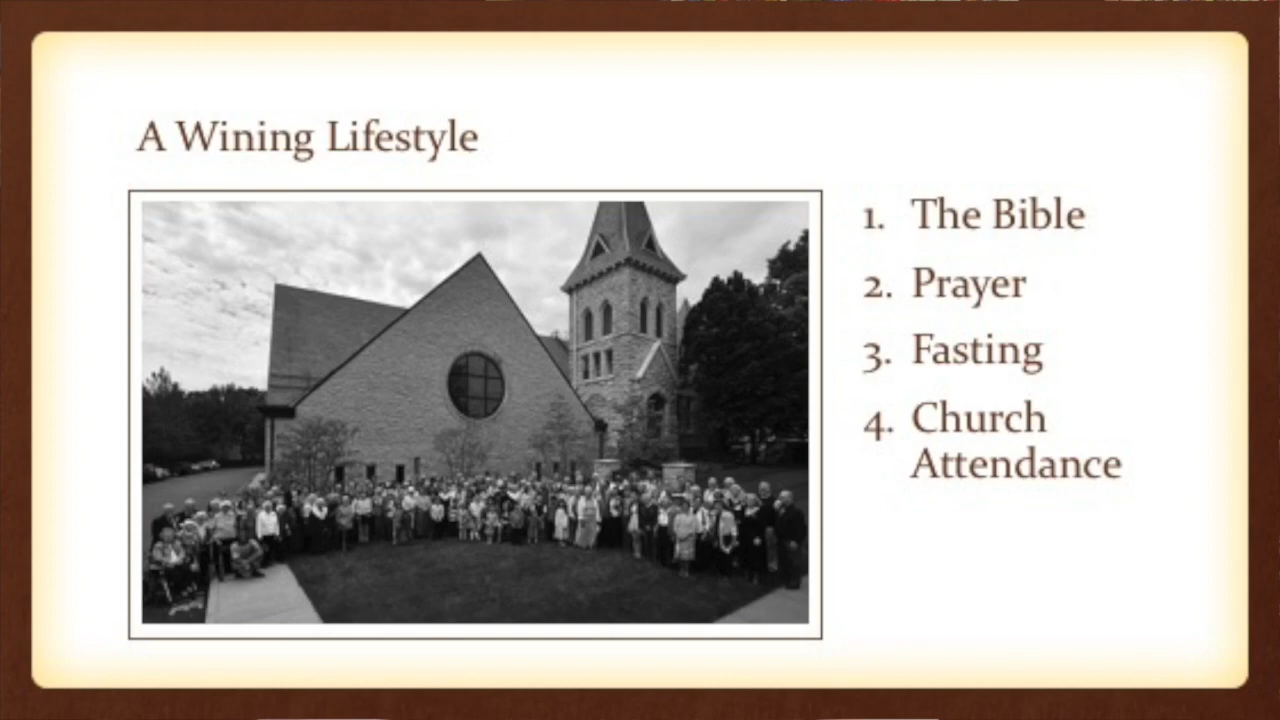 A Wining Lifestyle
1. The Bible
2. Prayer
3. Fasting
4. Church
Attendance